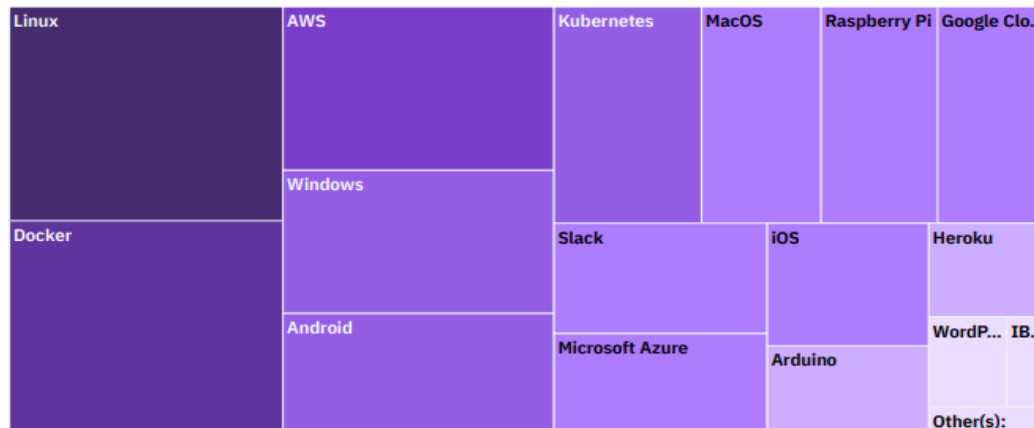 Linux
AWS
Kubernetes
MacOS
Raspberry Pi
Google Clo...
Windows
Docker
Slack
iOS
Heroku
Android
WordP...
IB...
Microsoft Azure
Arduino
Other(s):